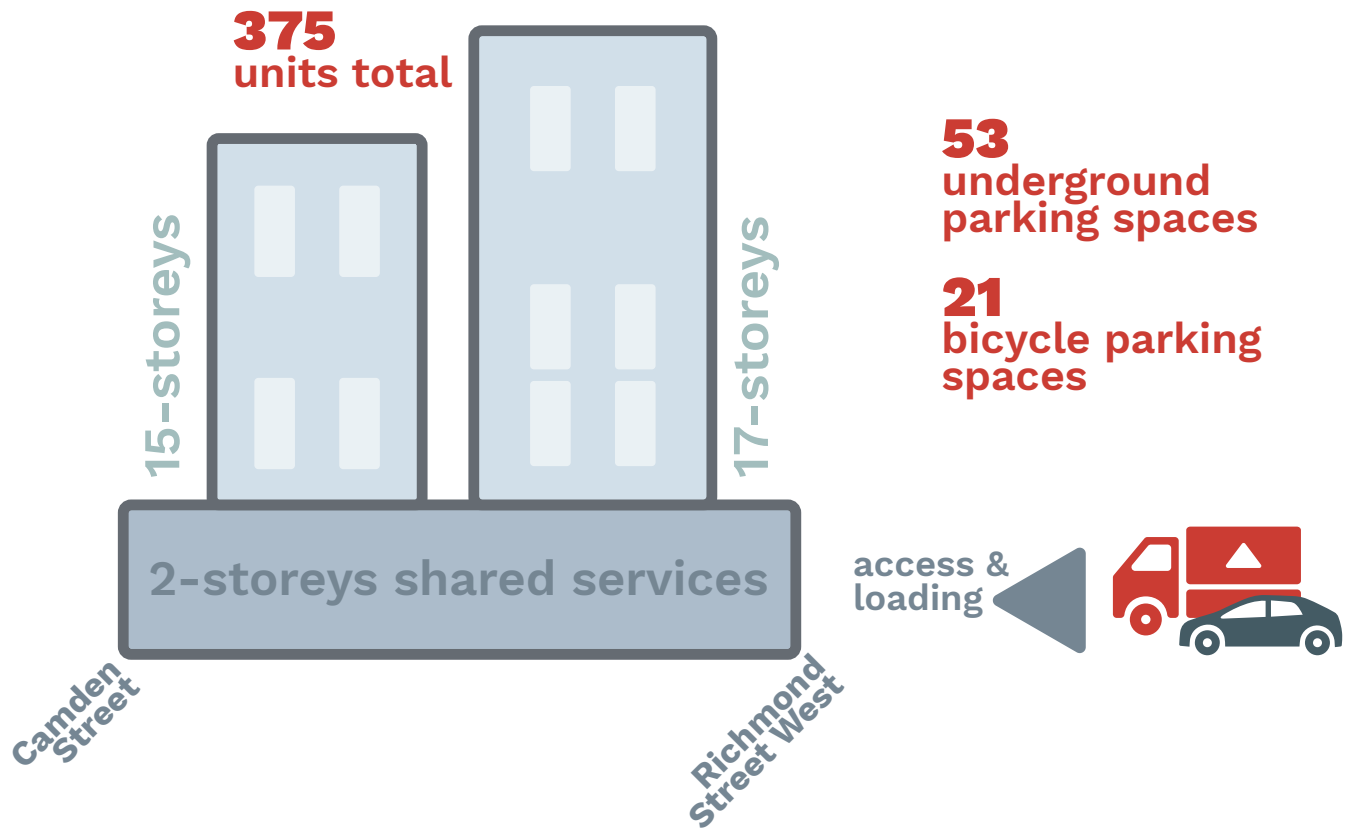 375
units total
15-storeys
17-storeys
53
underground
parking spaces
21
bicycle parking
spaces
2-storeys shared services
access &
loading
Camden
Street
Richmond
Street West